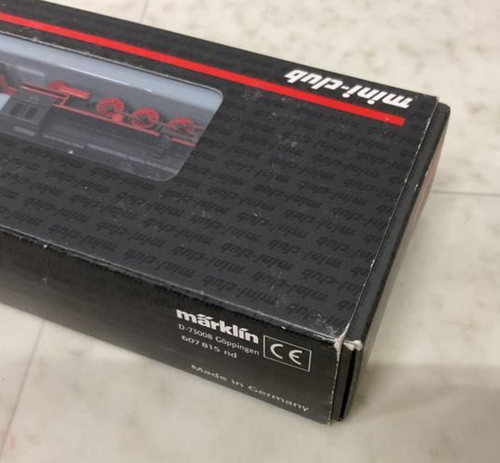 mini-club
märklin
D-73008 Göppingen
607 815 nd
CE
Made in Germany